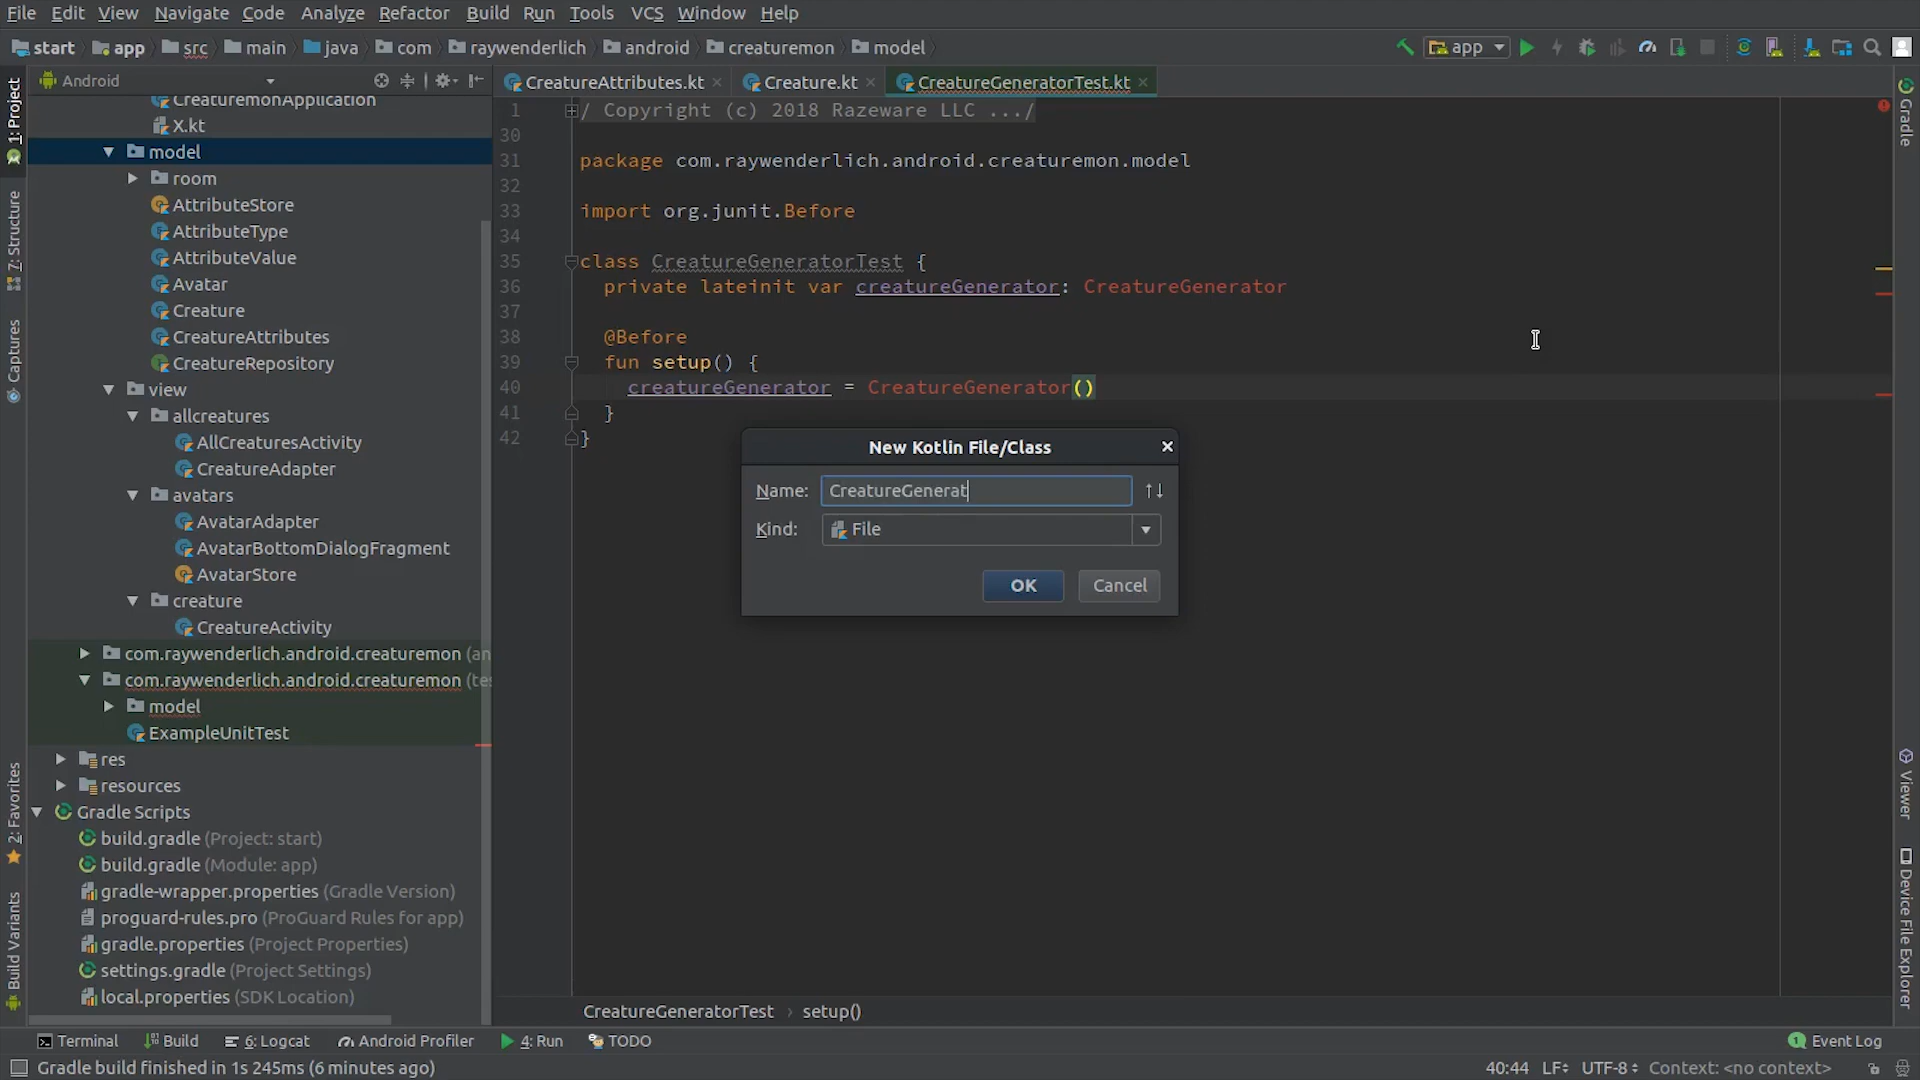 File Edit View Navigate Code Analyze Refactor Build Run Tools VCS Window Help
start app src main java com raywenderlich android creaturemon model
app
Android
CreatureAttributes.kt Creature.kt CreatureGeneratorTest.kt
1: Project
7: Structure
Captures
2: Favorites
Build Variants
CreaturemonApplication
X.kt
model
room
AttributeStore
AttributeType
AttributeValue
Avatar
Creature
CreatureAttributes
CreatureRepository
view
allcreatures
AllCreaturesActivity
CreatureAdapter
avatars
AvatarAdapter
AvatarBottomDialogFragment
AvatarStore
creature
CreatureActivity
com.raywenderlich.android.creaturemon (an
com.raywenderlich.android.creaturemon (tes
model
ExampleUnitTest
res
resources
Gradle Scripts
build.gradle (Project: start)
build.gradle (Module: app)
gradle-wrapper.properties (Gradle Version)
proguard-rules.pro (ProGuard Rules for app)
gradle.properties (Project Properties)
settings.gradle (Project Settings)
local.properties (SDK Location)
1 / Copyright (c) 2018 Razeware LLC .../
30
31 package com.raywenderlich.android.creaturemon.model
32
33 import org.junit.Before
34
35 class CreatureGeneratorTest {
36 private lateinit var creatureGenerator: CreatureGenerator
37
38 @Before
39 fun setup() {
40 creatureGenerator = CreatureGenerator()
41 }
42 }
New Kotlin File/Class
Name: CreatureGenerat
Kind: File
OK Cancel
Gradle
Viewer
Device File Explorer
CreatureGeneratorTest › setup()
Terminal Build 6: Logcat Android Profiler 4: Run TODO 1 Event Log
Gradle build finished in 1s 245ms (6 minutes ago) 40:44 LF UTF-8 Context: <no context>